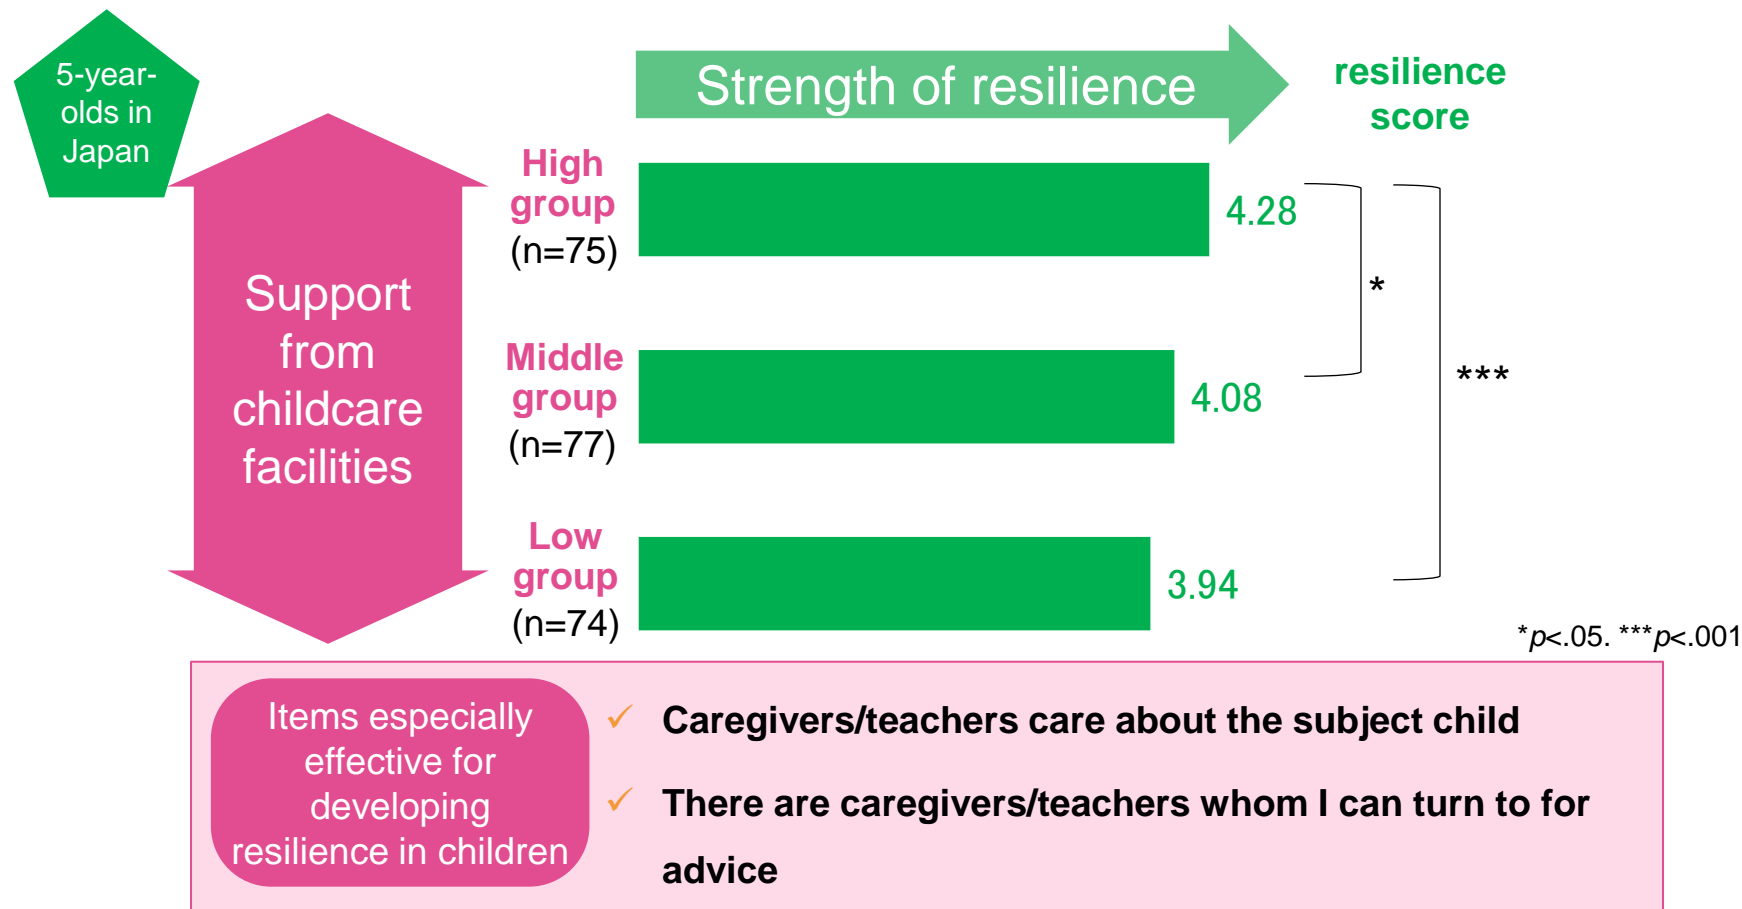 5-year-
olds in
Japan
Strength of resilience
resilience
score
Support
from
childcare
facilities
High
group
(n=75)
4.28
*
Middle
group
(n=77)
4.08
***
Low
group
(n=74)
3.94
*p<.05. ***p<.001
Items especially
effective for
developing
resilience in children
✓ Caregivers/teachers care about the subject child
✓ There are caregivers/teachers whom I can turn to for
advice